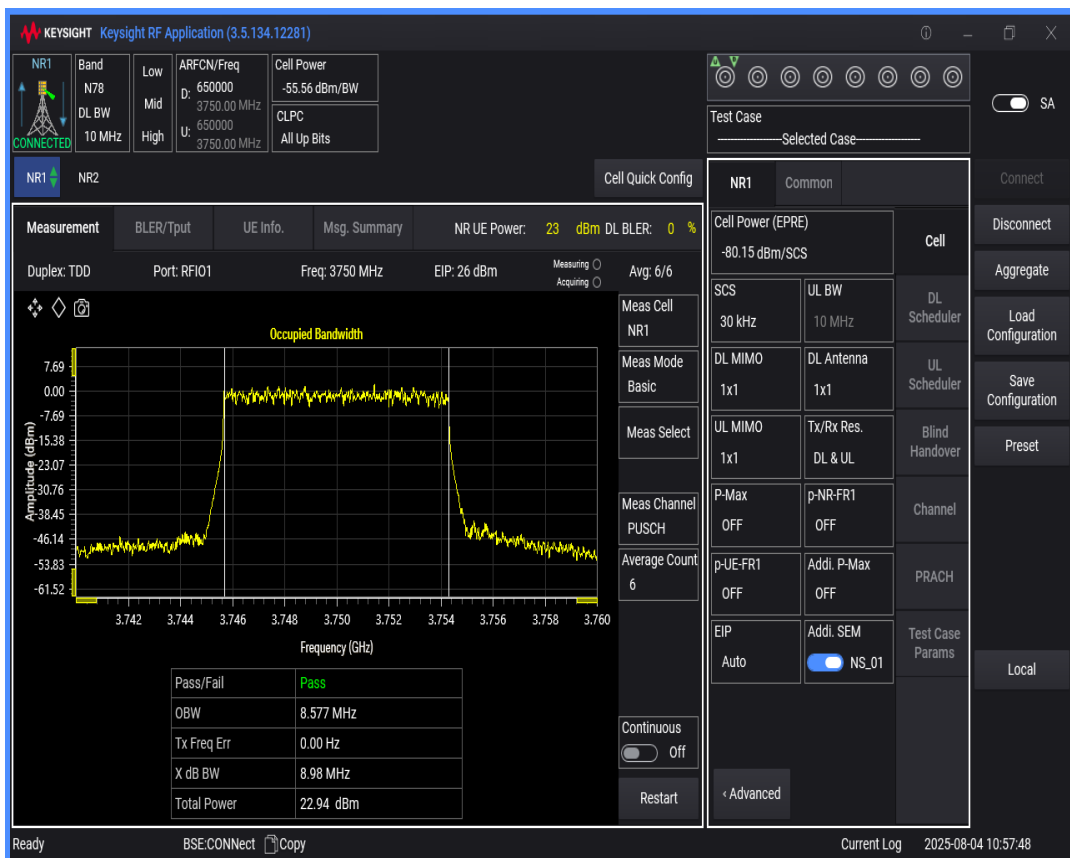 KEYSIGHT Keysight RF Application (3.5.134.12281)
NR1
CONNECTED
Band
N78
DL BW
10 MHz
Low
Mid
High
ARFCN/Freq
D: 650000
3750.00 MHz
U: 650000
3750.00 MHz
Cell Power
-55.56 dBm/BW
CLPC
All Up Bits
Test Case
----------------Selected Case----------------
SA
NR1 NR2 Cell Quick Config
NR1 Common
Connect
Disconnect
Aggregate
Load
Configuration
Save
Configuration
Preset
Local
Measurement BLER/Tput UE Info. Msg. Summary NR UE Power: 23 dBm DL BLER: 0 %
Duplex: TDD Port: RFIO1 Freq: 3750 MHz EIP: 26 dBm Measuring Acquiring Avg: 6/6
Occupied Bandwidth
Amplitude (dBm)
7.69
0.00
-7.69
-15.38
-23.07
-30.76
-38.45
-46.14
-53.83
-61.52
3.742 3.744 3.746 3.748 3.750 3.752 3.754 3.756 3.758 3.760
Frequency (GHz)
Pass/Fail Pass
OBW 8.577 MHz
Tx Freq Err 0.00 Hz
X dB BW 8.98 MHz
Total Power 22.94 dBm
Meas Cell
NR1
Meas Mode
Basic
Meas Select
Meas Channel
PUSCH
Average Count
6
Continuous
Off
Restart
Cell Power (EPRE)
-80.15 dBm/SCS
SCS
30 kHz
UL BW
10 MHz
DL MIMO
1x1
DL Antenna
1x1
UL MIMO
1x1
Tx/Rx Res.
DL & UL
P-Max
OFF
p-NR-FR1
OFF
p-UE-FR1
OFF
Addi. P-Max
OFF
EIP
Auto
Addi. SEM
NS_01
‹ Advanced
Cell
DL
Scheduler
UL
Scheduler
Blind
Handover
Channel
PRACH
Test Case
Params
Ready BSE:CONNect Copy Current Log 2025-08-04 10:57:48